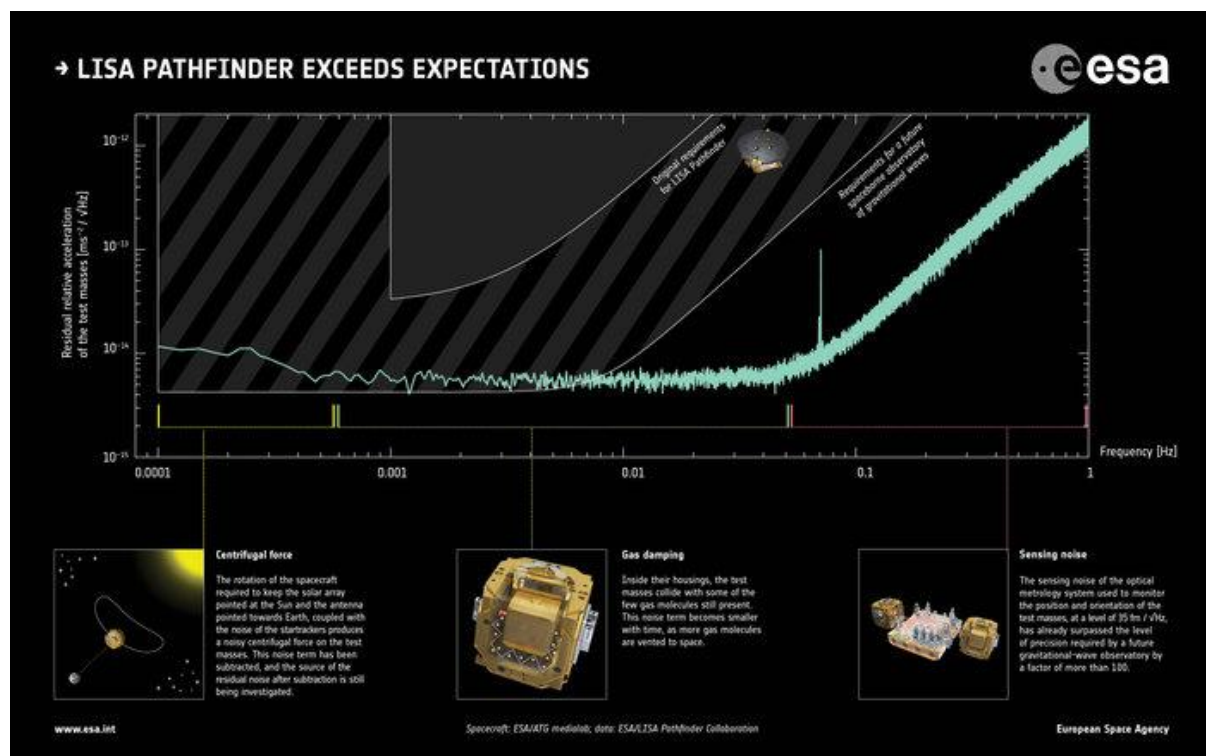 → LISA PATHFINDER EXCEEDS EXPECTATIONS
esa
Residual relative acceleration
of the test masses [ms⁻² / √Hz]
10⁻¹²
10⁻¹³
10⁻¹⁴
10⁻¹⁵
Original requirements
for LISA Pathfinder
Requirements for a future
spaceborne observatory
of gravitational waves
0.0001
0.001
0.01
0.1
1
Frequency [Hz]
Centrifugal force
The rotation of the spacecraft
required to keep the solar array
pointed at the Sun and the antenna
pointed towards Earth, coupled with
the noise of the startrackers produces
a noisy centrifugal force on the test
masses. This noise term has been
subtracted, and the source of the
residual noise after subtraction is still
being investigated.
Gas damping
Inside their housings, the test
masses collide with some of the
few gas molecules still present.
This noise term becomes smaller
with time, as more gas molecules
are vented to space.
Sensing noise
The sensing noise of the optical
metrology system used to monitor
the position and orientation of the
test masses, at a level of 35 fm / √Hz,
has already surpassed the level
of precision required by a future
gravitational-wave observatory by
a factor of more than 100.
www.esa.int
Spacecraft: ESA/ATG medialab; data: ESA/LISA Pathfinder Collaboration
European Space Agency